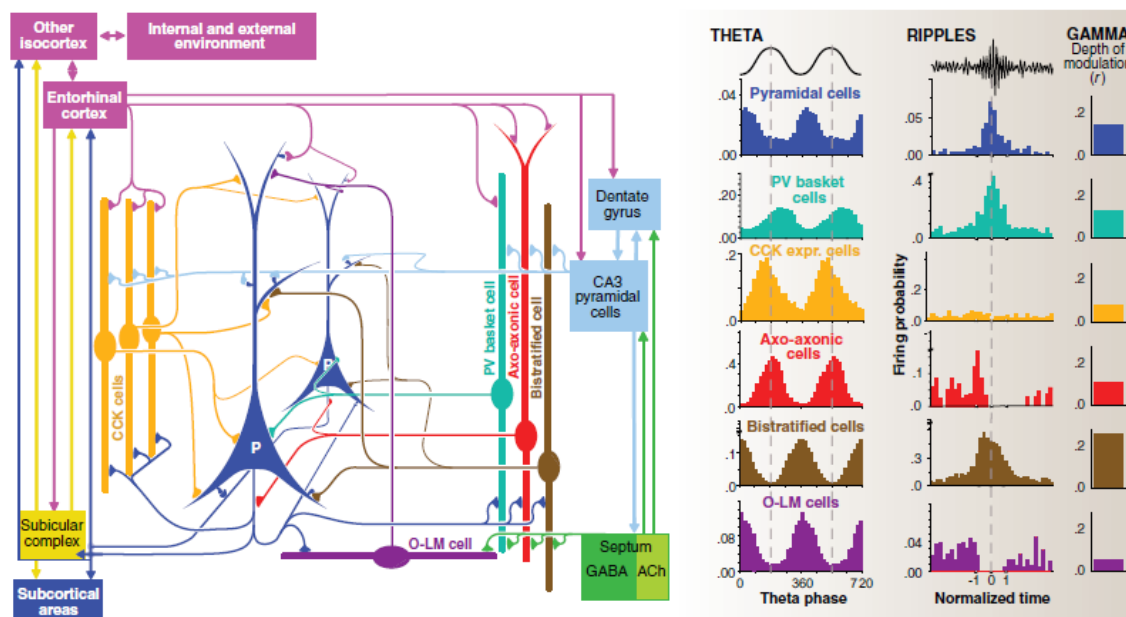 Other
isocortex
Internal and external
environment
Entorhinal
cortex
CCK cells
P
P
PV basket cell
Axo-axonic cell
Bistratified cell
Dentate
gyrus
CA3
pyramidal
cells
O-LM cell
Septum
GABA ACh
Subicular
complex
Subcortical
areas
THETA
RIPPLES
GAMMA
Depth of
modulation
(r)
Pyramidal cells
.04
.00
.05
.00
.2
.0
PV basket
cells
.20
.0
.4
.0
.2
.0
CCK expr. cells
.2
.0
.2
.0
.2
.0
Axo-axonic
cells
.4
.0
.1
.0
.2
.0
Bistratified cells
.1
.0
.3
.0
.2
.0
O-LM cells
.08
.00
.04
.00
.2
.0
Firing probability
0 360 720
Theta phase
-1 0 1
Normalized time